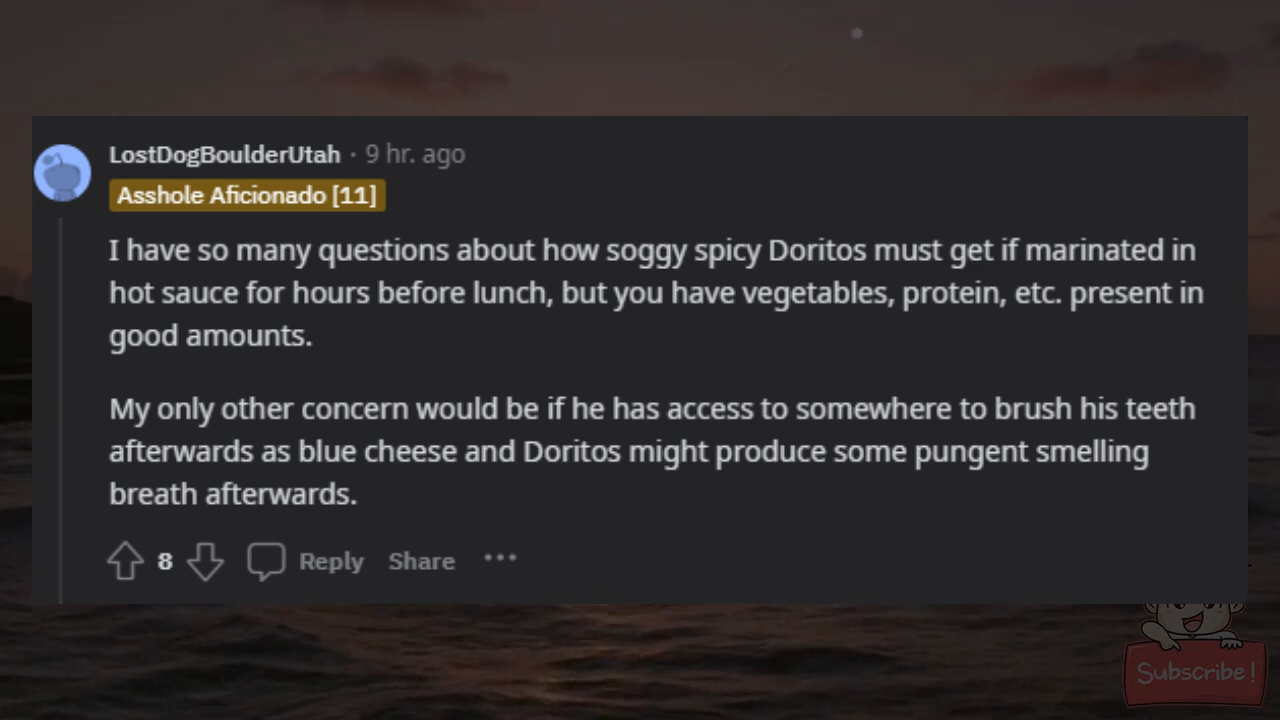 LostDogBoulderUtah · 9 hr. ago
Asshole Aficionado [11]
I have so many questions about how soggy spicy Doritos must get if marinated in
hot sauce for hours before lunch, but you have vegetables, protein, etc. present in
good amounts.
My only other concern would be if he has access to somewhere to brush his teeth
afterwards as blue cheese and Doritos might produce some pungent smelling
breath afterwards.
8 Reply Share ···
Subscribe!